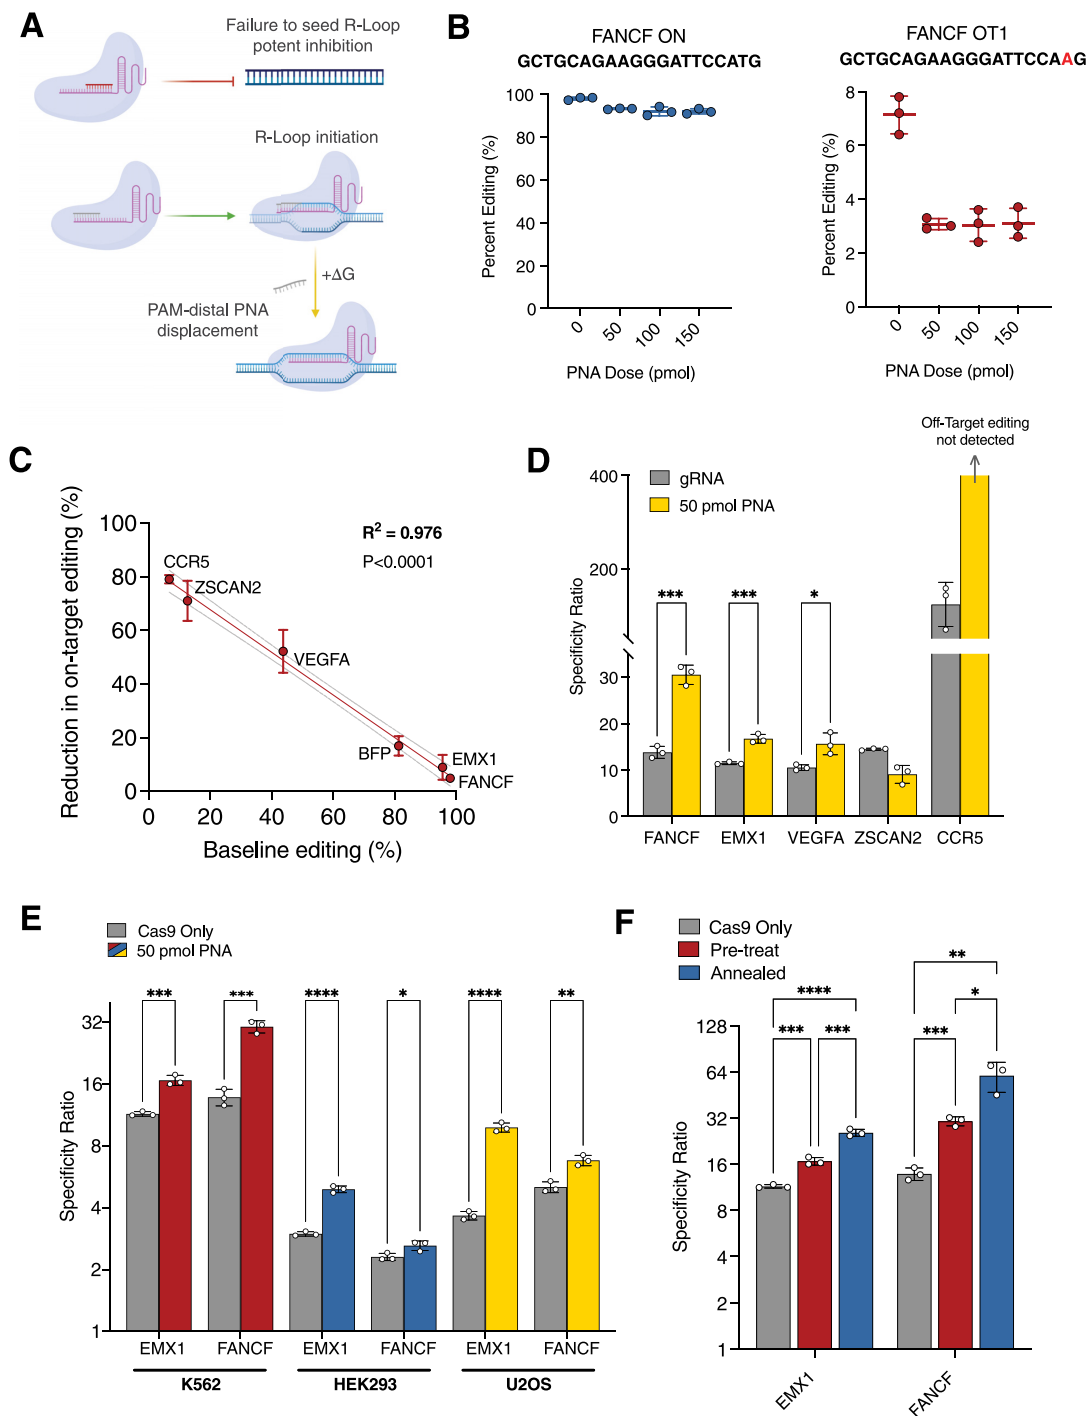 A
Failure to seed R-Loop
potent inhibition
R-Loop initiation
+ΔG
PAM-distal PNA
displacement
B
FANCF ON
GCTGCAGAAGGGATTCCATG
Percent Editing (%)
100
80
60
40
20
0
0
50
100
150
PNA Dose (pmol)
FANCF OT1
GCTGCAGAAGGGATTCCAAG
Percent Editing (%)
8
6
4
2
0
0
50
100
150
PNA Dose (pmol)
C
Reduction in on-target editing (%)
100
80
60
40
20
0
R² = 0.976
P<0.0001
CCR5
ZSCAN2
VEGFA
BFP
EMX1
FANCF
0
20
40
60
80
100
Baseline editing (%)
D
Off-Target editing
not detected
gRNA
50 pmol PNA
Specificity Ratio
400
200
30
20
10
0
***
***
*
FANCF
EMX1
VEGFA
ZSCAN2
CCR5
E
Cas9 Only
50 pmol PNA
Specificity Ratio
32
16
8
4
2
1
***
***
****
*
****
**
EMX1
FANCF
EMX1
FANCF
EMX1
FANCF
K562
HEK293
U2OS
F
Cas9 Only
Pre-treat
Annealed
Specificity Ratio
128
64
32
16
8
4
2
1
****
***
***
**
*
***
EMX1
FANCF